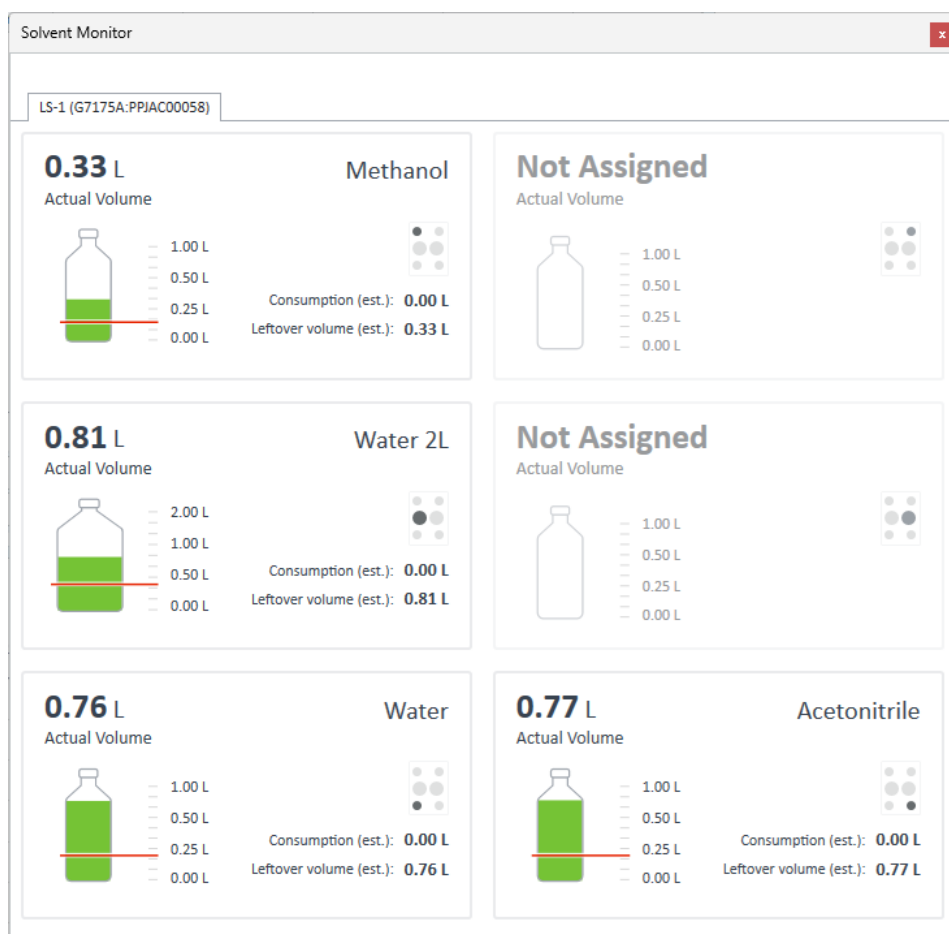 Solvent Monitor
x
LS-1 (G7175A:PPJAC00058)
0.33 L
Methanol
Actual Volume
1.00 L
0.50 L
0.25 L
0.00 L
Consumption (est.): 0.00 L
Leftover volume (est.): 0.33 L
Not Assigned
Actual Volume
1.00 L
0.50 L
0.25 L
0.00 L
0.81 L
Water 2L
Actual Volume
2.00 L
1.00 L
0.50 L
0.00 L
Consumption (est.): 0.00 L
Leftover volume (est.): 0.81 L
Not Assigned
Actual Volume
1.00 L
0.50 L
0.25 L
0.00 L
0.76 L
Water
Actual Volume
1.00 L
0.50 L
0.25 L
0.00 L
Consumption (est.): 0.00 L
Leftover volume (est.): 0.76 L
0.77 L
Acetonitrile
Actual Volume
1.00 L
0.50 L
0.25 L
0.00 L
Consumption (est.): 0.00 L
Leftover volume (est.): 0.77 L